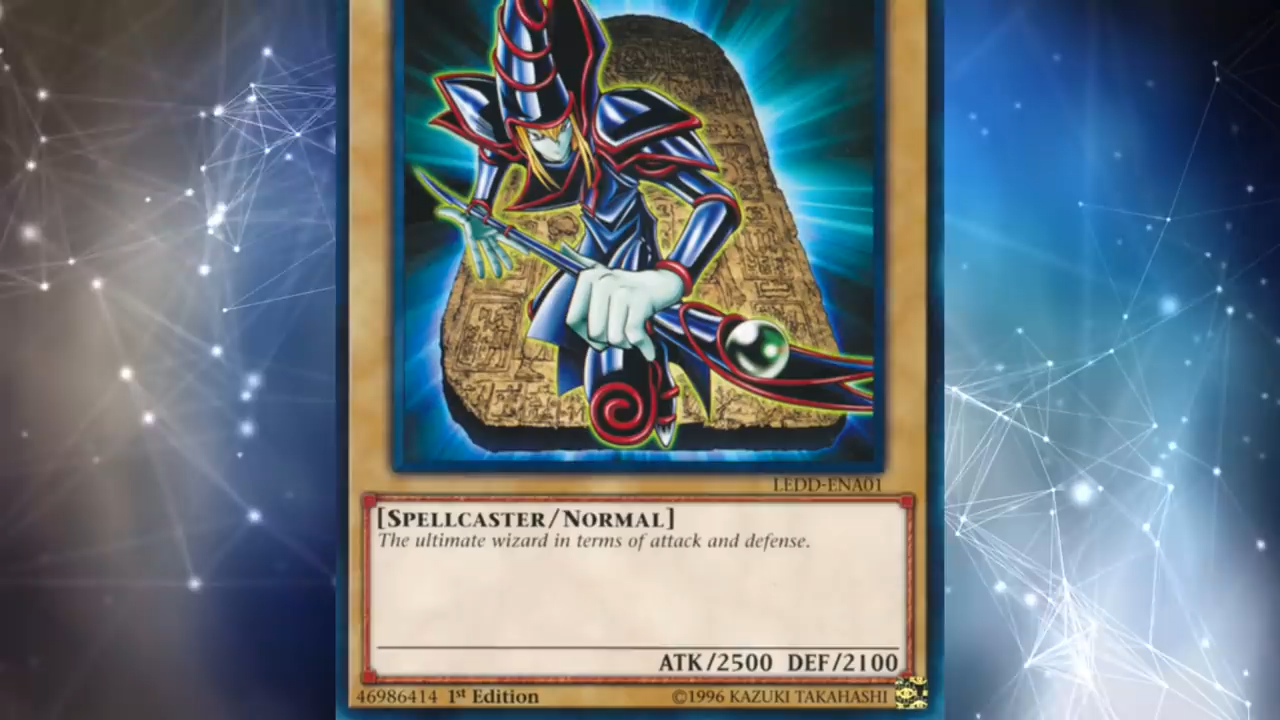 LEDD-ENA01
[SPELLCASTER/NORMAL]
The ultimate wizard in terms of attack and defense.
ATK/2500 DEF/2100
46986414 1st Edition ©1996 KAZUKI TAKAHASHI